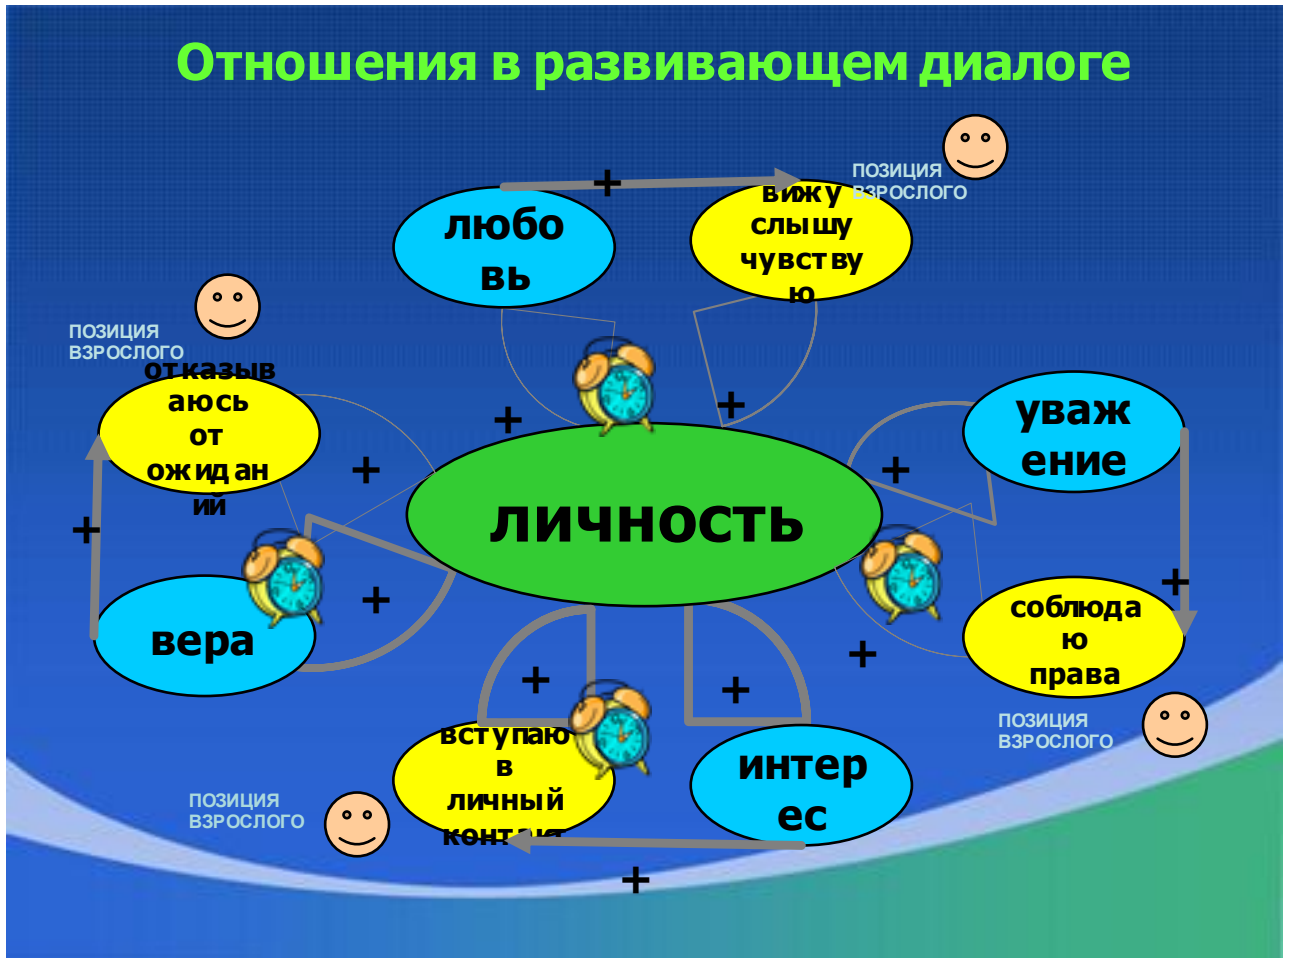 Отношения в развивающем диалоге
ПОЗИЦИЯ
ВЗРОСЛОГО
любо
вь
+
вижу
слышу
чувству
ю
ПОЗИЦИЯ
ВЗРОСЛОГО
отказыв
аюсь
от
ожидан
ий
+
+
+
+
уваж
ение
+
личность
+
вера
+
соблюда
ю
права
+
+
+
ПОЗИЦИЯ
ВЗРОСЛОГО
вступаю
в
личный
контакт
интер
ес
ПОЗИЦИЯ
ВЗРОСЛОГО
+